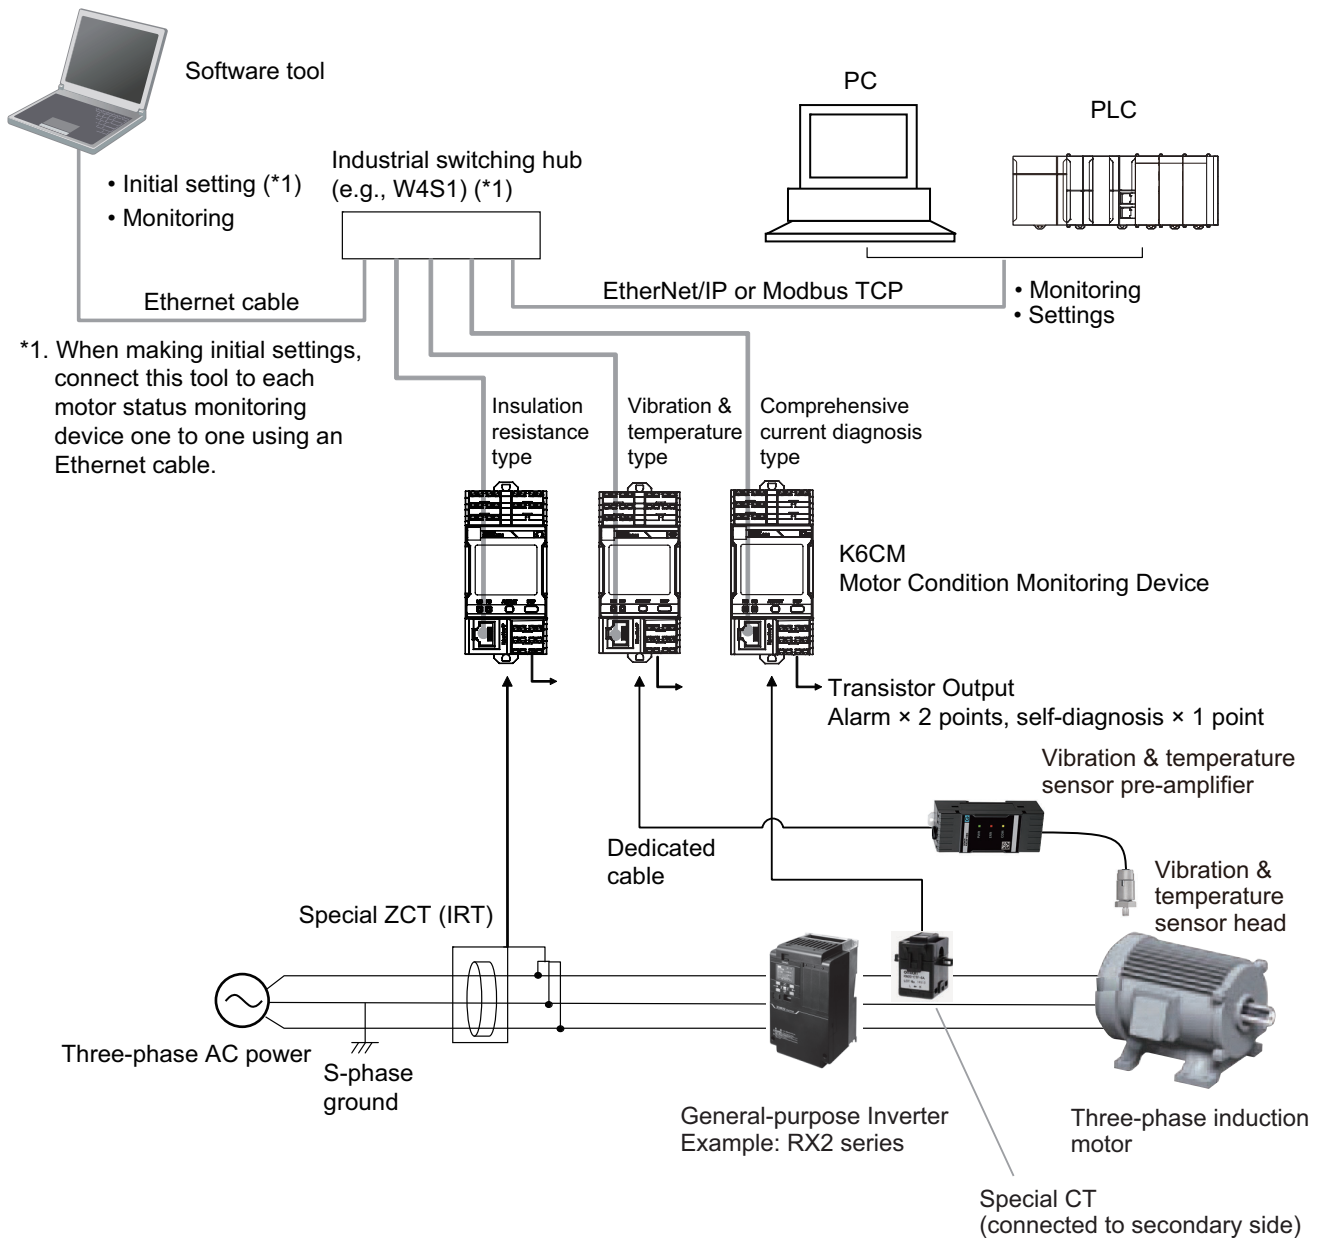 Software tool
PC
PLC
Industrial switching hub
(e.g., W4S1) (*1)
• Initial setting (*1)
• Monitoring
Ethernet cable
EtherNet/IP or Modbus TCP
• Monitoring
• Settings
*1. When making initial settings,
connect this tool to each
motor status monitoring
device one to one using an
Ethernet cable.
Insulation
resistance
type
Vibration &
temperature
type
Comprehensive
current diagnosis
type
K6CM
Motor Condition Monitoring Device
Transistor Output
Alarm × 2 points, self-diagnosis × 1 point
Vibration & temperature
sensor pre-amplifier
Dedicated
cable
Vibration &
temperature
sensor head
Special ZCT (IRT)
Three-phase AC power
S-phase
ground
General-purpose Inverter
Example: RX2 series
Three-phase induction
motor
Special CT
(connected to secondary side)